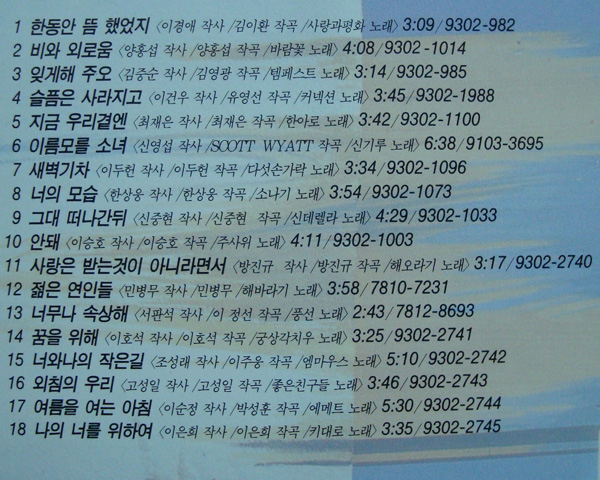 1 한동안 뜸 했었지 〈이경애 작사 /김이환 작곡 /사랑과평화 노래〉 3:09/9302-982
2 비와 외로움 〈양홍섭 작사 /양홍섭 작곡 /바람꽃 노래〉 4:08/9302-1014
3 잊게해 주오 〈김중순 작사 /김영광 작곡 /템페스트 노래〉 3:14/9302-985
4 슬픔은 사라지고 〈이건우 작사 /유영선 작곡 /커넥션 노래〉 3:45/9302-1988
5 지금 우리곁엔 〈최재은 작사 /최재은 작곡 /한아로 노래〉 3:42/9302-1100
6 이름모를 소녀 〈신영섭 작사 /SCOTT WYATT 작곡 /신기루 노래〉 6:38/9103-3695
7 새벽기차 〈이두헌 작사 /이두헌 작곡 /다섯손가락 노래〉 3:34/9302-1096
8 너의 모습 〈한상응 작사 /한상응 작곡 /소나기 노래〉 3:54/9302-1073
9 그대 떠나간뒤 〈신중현 작사 /신중현 작곡 /신데렐라 노래〉 4:29/9302-1033
10 안돼 〈이승호 작사 /이승호 작곡 /주사위 노래〉 4:11/9302-1003
11 사랑은 받는것이 아니라면서 〈방진규 작사 /방진규 작곡 /해오라기 노래〉 3:17/9302-2740
12 젊은 연인들 〈민병무 작사 /민병무 /해바라기 노래〉 3:58/7810-7231
13 너무나 속상해 〈서판석 작사 /이 정선 작곡 /풍선 노래〉 2:43/7812-8693
14 꿈을 위해 〈이호석 작사 /이호석 작곡 /궁상각치우 노래〉 3:25/9302-2741
15 너와나의 작은길 〈조성래 작사 /이주웅 작곡 /엠마우스 노래〉 5:10/9302-2742
16 외침의 우리 〈고성일 작사 /고성일 작곡 /좋은친구들 노래〉 3:46/9302-2743
17 여름을 여는 아침 〈이순정 작사 /박성훈 작곡 /에메트 노래〉 5:30/9302-2744
18 나의 너를 위하여 〈이은희 작사 /이은희 작곡 /키대로 노래〉 3:35/9302-2745